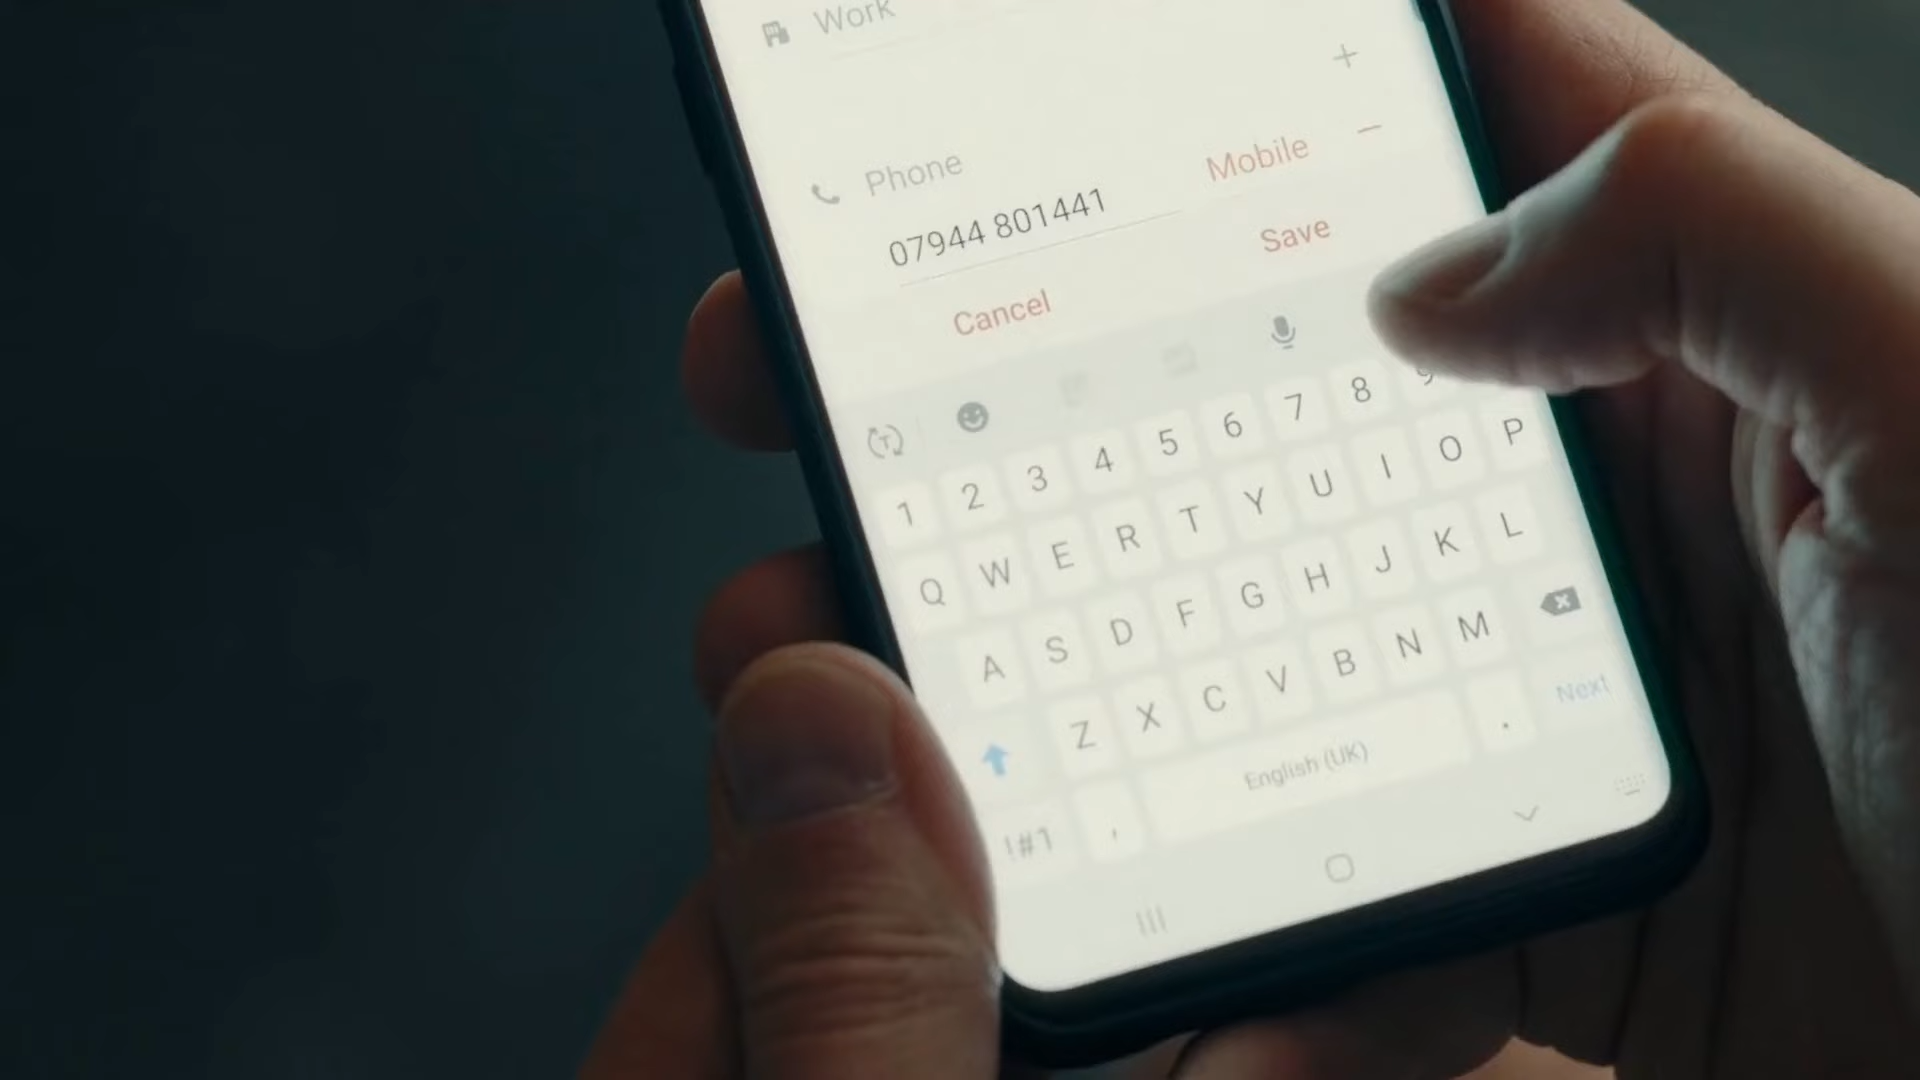 Work
Phone
Mobile
07944 801441
Save
Cancel
1 2 3 4 5 6 7 8 9
Q W E R T Y U I O P
A S D F G H J K L
Z X C V B N M
!#1 , English (UK) . Next